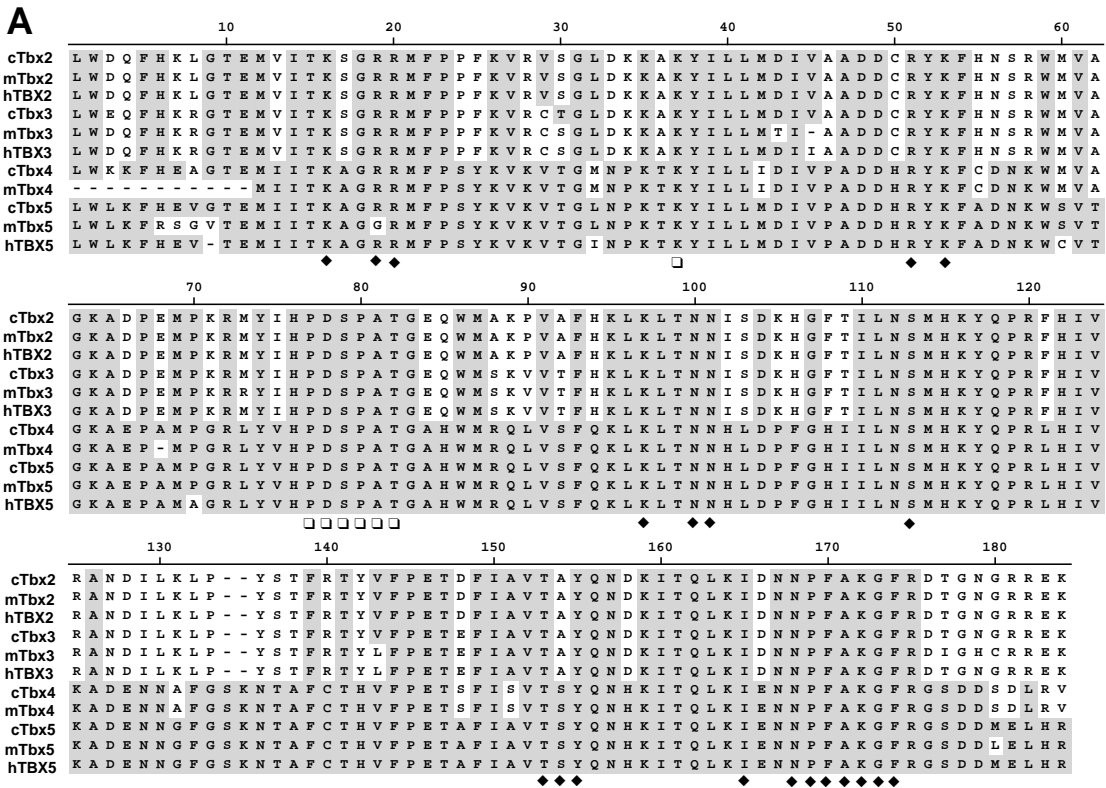 A
10 20 30 40 50 60
cTbx2 L W D Q F H K L G T E M V I T K S G R R M F P P F K V R V S G L D K K A K Y I L L M D I V A A D D C R Y K F H N S R W M V A
mTbx2 L W D Q F H K L G T E M V I T K S G R R M F P P F K V R V S G L D K K A K Y I L L M D I V A A D D C R Y K F H N S R W M V A
hTBX2 L W D Q F H K L G T E M V I T K S G R R M F P P F K V R V S G L D K K A K Y I L L M D I V A A D D C R Y K F H N S R W M V A
cTbx3 L W E Q F H K R G T E M V I T K S G R R M F P P F K V R C T G L D K K A K Y I L L M D I V A A D D C R Y K F H N S R W M V A
mTbx3 L W D Q F H K R G T E M V I T K S G R R M F P P F K V R C S G L D K K A K Y I L L M T I - A A D D C R Y K F H N S R W M V A
hTBX3 L W D Q F H K R G T E M V I T K S G R R M F P P F K V R C S G L D K K A K Y I L L M D I I A A D D C R Y K F H N S R W M V A
cTbx4 L W K K F H E A G T E M I I T K A G R R M F P S Y K V K V T G M N P K T K Y I L L I D I V P A D D H R Y K F C D N K W M V A
mTbx4 - - - - - - - - - - - M I I T K A G R R M F P S Y K V K V T G M N P K T K Y I L L I D I V P A D D H R Y K F C D N K W M V A
cTbx5 L W L K F H E V G T E M I I T K A G R R M F P S Y K V K V T G L N P K T K Y I L L M D I V P A D D H R Y K F A D N K W S V T
mTbx5 L W L K F R S G V T E M I I T K A G G R M F P S Y K V K V T G L N P K T K Y I L L M D I V P A D D H R Y K F A D N K W S V T
hTBX5 L W L K F H E V - T E M I I T K A G R R M F P S Y K V K V T G I N P K T K Y I L L M D I V P A D D H R Y K F A D N K W C V T
70 80 90 100 110 120
cTbx2 G K A D P E M P K R M Y I H P D S P A T G E Q W M A K P V A F H K L K L T N N I S D K H G F T I L N S M H K Y Q P R F H I V
mTbx2 G K A D P E M P K R M Y I H P D S P A T G E Q W M A K P V A F H K L K L T N N I S D K H G F T I L N S M H K Y Q P R F H I V
hTBX2 G K A D P E M P K R M Y I H P D S P A T G E Q W M A K P V A F H K L K L T N N I S D K H G F T I L N S M H K Y Q P R F H I V
cTbx3 G K A D P E M P K R M Y I H P D S P A T G E Q W M S K V V T F H K L K L T N N I S D K H G F T I L N S M H K Y Q P R F H I V
mTbx3 G K A D P E M P K R R Y I H P D S P A T G E Q W M S K V V T F H K L K L T N N I S D K H G F T I L N S M H K Y Q P R F H I V
hTBX3 G K A D P E M P K R M Y I H P D S P A T G E Q W M S K V V T F H K L K L T N N I S D K H G F T I L N S M H K Y Q P R F H I V
cTbx4 G K A E P A M P G R L Y V H P D S P A T G A H W M R Q L V S F Q K L K L T N N H L D P F G H I I L N S M H K Y Q P R L H I V
mTbx4 G K A E P - M P G R L Y V H P D S P A T G A H W M R Q L V S F Q K L K L T N N H L D P F G H I I L N S M H K Y Q P R L H I V
cTbx5 G K A E P A M P G R L Y V H P D S P A T G A H W M R Q L V S F Q K L K L T N N H L D P F G H I I L N S M H K Y Q P R L H I V
mTbx5 G K A E P A M P G R L Y V H P D S P A T G A H W M R Q L V S F Q K L K L T N N H L D P F G H I I L N S M H K Y Q P R L H I V
hTBX5 G K A E P A M A G R L Y V H P D S P A T G A H W M R Q L V S F Q K L K L T N N H L D P F G H I I L N S M H K Y Q P R L H I V
130 140 150 160 170 180
cTbx2 R A N D I L K L P - - Y S T F R T Y V F P E T D F I A V T A Y Q N D K I T Q L K I D N N P F A K G F R D T G N G R R E K
mTbx2 R A N D I L K L P - - Y S T F R T Y V F P E T D F I A V T A Y Q N D K I T Q L K I D N N P F A K G F R D T G N G R R E K
hTBX2 R A N D I L K L P - - Y S T F R T Y V F P E T D F I A V T A Y Q N D K I T Q L K I D N N P F A K G F R D T G N G R R E K
cTbx3 R A N D I L K L P - - Y S T F R T Y V F P E T E F I A V T A Y Q N D K I T Q L K I D N N P F A K G F R D T G N G R R E K
mTbx3 R A N D I L K L P - - Y S T F R T Y L F P E T E F I A V T A Y Q N D K I T Q L K I D N N P F A K G F R D I G H C R R E K
hTBX3 R A N D I L K L P - - Y S T F R T Y L F P E T E F I A V T A Y Q N D K I T Q L K I D N N P F A K G F R D T G N G R R E K
cTbx4 K A D E N N A F G S K N T A F C T H V F P E T S F I S V T S Y Q N H K I T Q L K I E N N P F A K G F R G S D D S D L R V
mTbx4 K A D E N N A F G S K N T A F C T H V F P E T S F I S V T S Y Q N H K I T Q L K I E N N P F A K G F R G S D D S D L R V
cTbx5 K A D E N N G F G S K N T A F C T H V F P E T A F I A V T S Y Q N H K I T Q L K I E N N P F A K G F R G S D D M E L H R
mTbx5 K A D E N N G F G S K N T A F C T H V F P E T A F I A V T S Y Q N H K I T Q L K I E N N P F A K G F R G S D D L E L H R
hTBX5 K A D E N N G F G S K N T A F C T H V F P E T A F I A V T S Y Q N H K I T Q L K I E N N P F A K G F R G S D D M E L H R